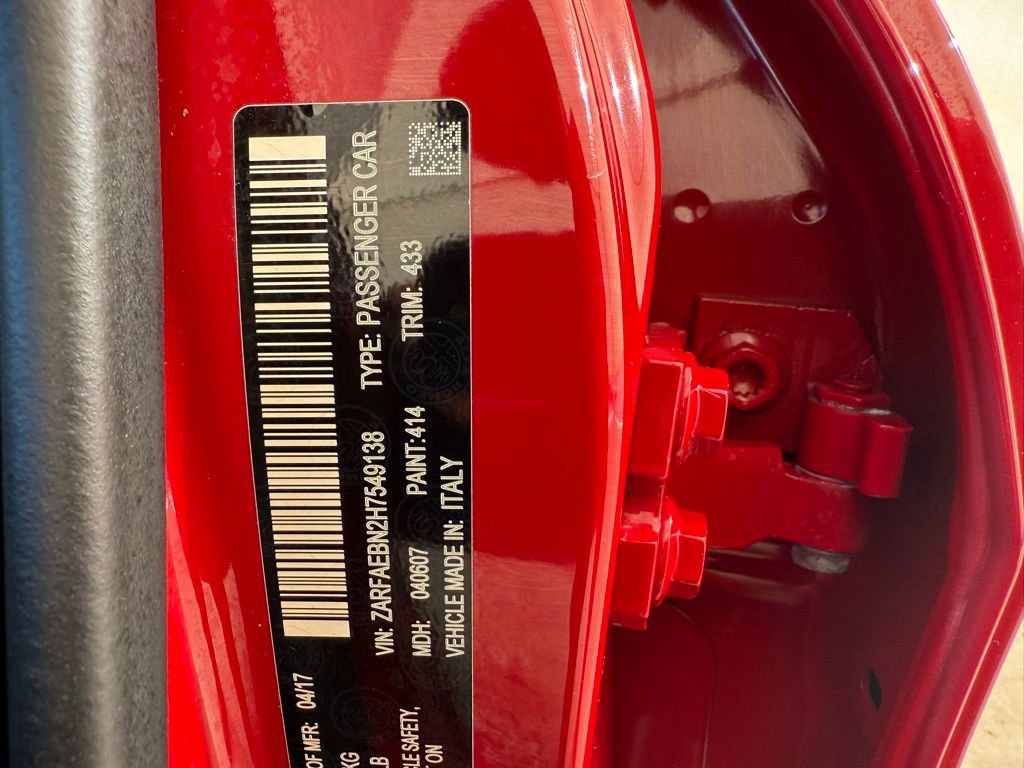 OF MFR: 04/17
KG
LB
VIN: ZARFAEBN2H7549138 TYPE: PASSENGER CAR
MDH: 040607 PAINT:414 TRIM: 433
VEHICLE MADE IN: ITALY
CLE SAFETY,
ON